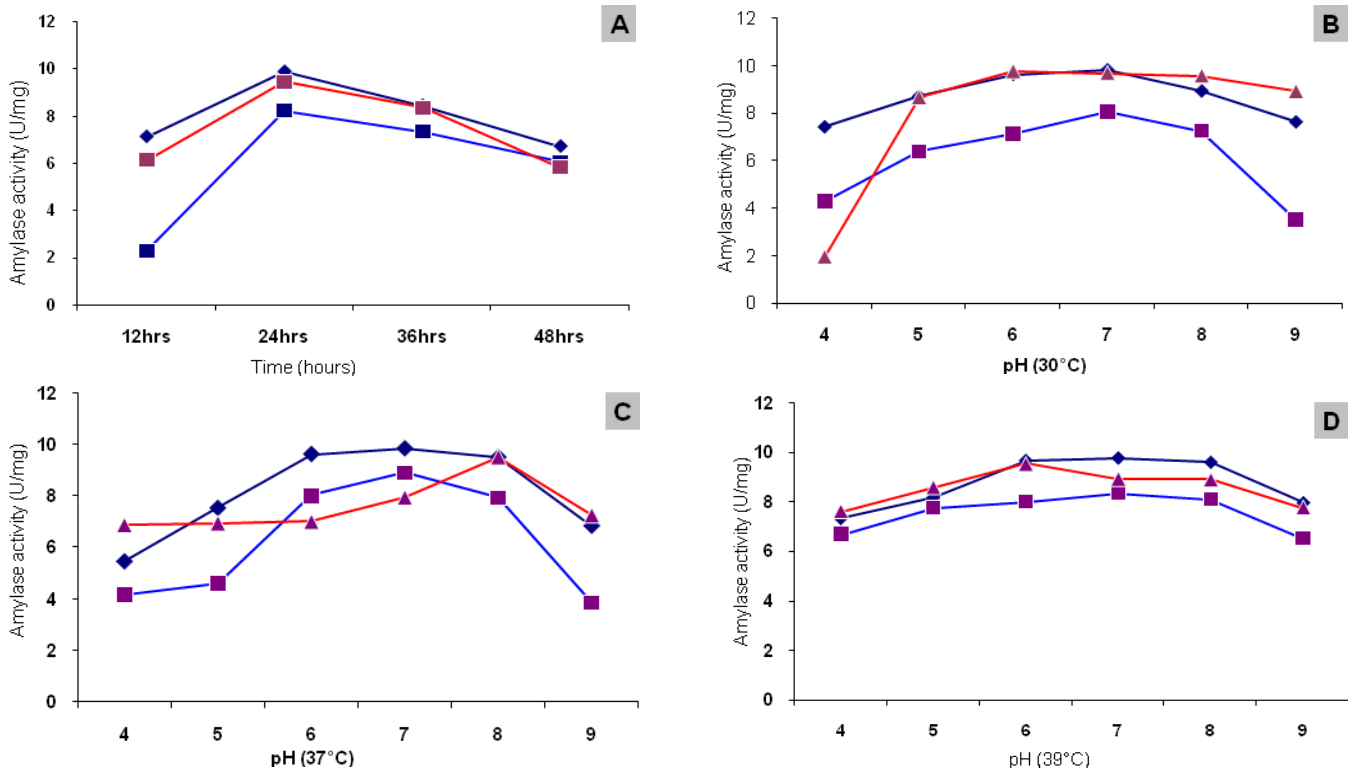 A
Amylase activity (U/mg)
12
10
8
6
4
2
0
12hrs 24hrs 36hrs 48hrs
Time (hours)
B
Amylase activity (U/mg)
12
10
8
6
4
2
0
4 5 6 7 8 9
pH (30°C)
C
Amylase activity (U/mg)
12
10
8
6
4
2
0
4 5 6 7 8 9
pH (37°C)
D
Amylase activity (U/mg)
12
10
8
6
4
2
0
4 5 6 7 8 9
pH (39°C)